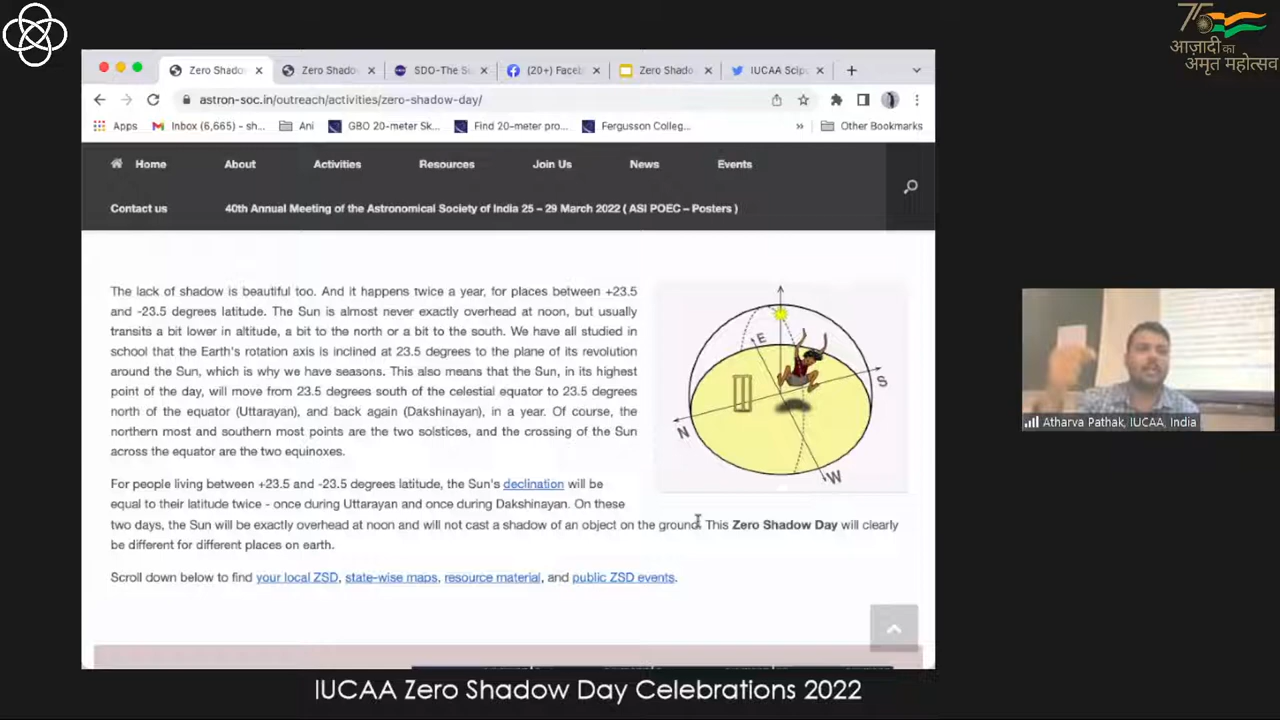 75
आज़ादी का
अमृत महोत्सव
Zero Shado
Zero Shado
SDO-The Su
(20+) Faceb
Zero Shado
IUCAA Scip
astron-soc.in/outreach/activities/zero-shadow-day/
Apps
Inbox (6,665) - sh...
Ani
GBO 20-meter Sk...
Find 20-meter pro...
Fergusson Colleg...
»
Other Bookmarks
Home
About
Activities
Resources
Join Us
News
Events
Contact us
40th Annual Meeting of the Astronomical Society of India 25 – 29 March 2022 ( ASI POEC – Posters )
The lack of shadow is beautiful too. And it happens twice a year, for places between +23.5
and -23.5 degrees latitude. The Sun is almost never exactly overhead at noon, but usually
transits a bit lower in altitude, a bit to the north or a bit to the south. We have all studied in
school that the Earth's rotation axis is inclined at 23.5 degrees to the plane of its revolution
around the Sun, which is why we have seasons. This also means that the Sun, in its highest
point of the day, will move from 23.5 degrees south of the celestial equator to 23.5 degrees
north of the equator (Uttarayan), and back again (Dakshinayan), in a year. Of course, the
northern most and southern most points are the two solstices, and the crossing of the Sun
across the equator are the two equinoxes.
E
S
N
W
For people living between +23.5 and -23.5 degrees latitude, the Sun's declination will be
equal to their latitude twice - once during Uttarayan and once during Dakshinayan. On these
two days, the Sun will be exactly overhead at noon and will not cast a shadow of an object on the ground. This Zero Shadow Day will clearly
be different for different places on earth.
Scroll down below to find your local ZSD, state-wise maps, resource material, and public ZSD events.
Atharva Pathak, IUCAA, India
IUCAA Zero Shadow Day Celebrations 2022